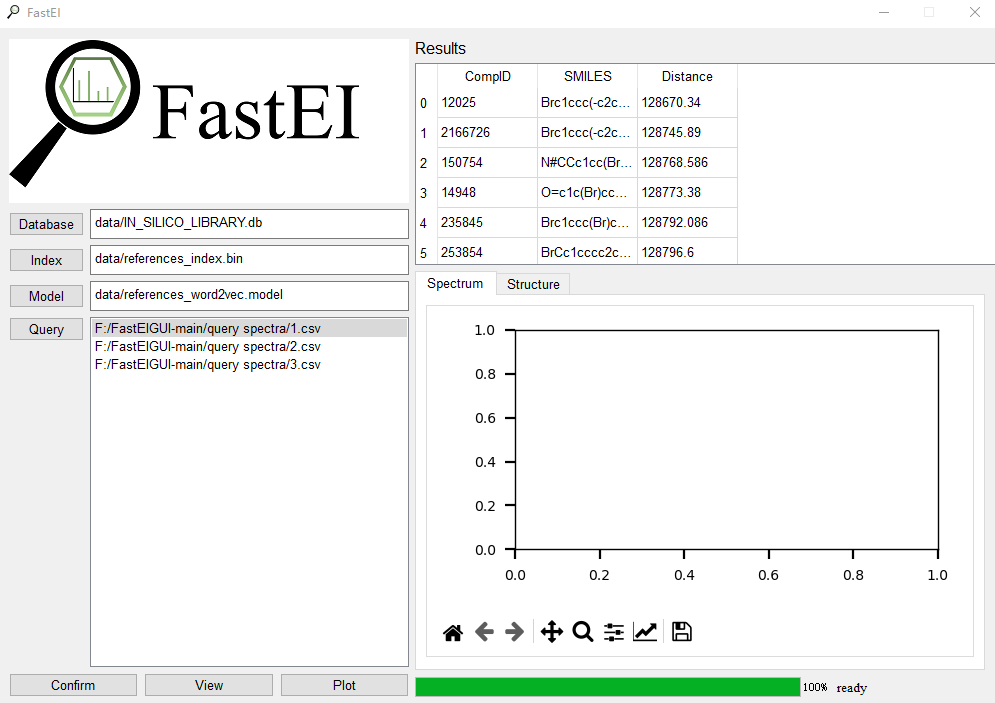 FastEI
FastEI
Database data/IN_SILICO_LIBRARY.db
Index data/references_index.bin
Model data/references_word2vec.model
Query F:/FastEIGUI-main/query spectra/1.csv
F:/FastEIGUI-main/query spectra/2.csv
F:/FastEIGUI-main/query spectra/3.csv
Confirm View Plot
Results
CompID SMILES Distance
0 12025 Brc1ccc(-c2c... 128670.34
1 2166726 Brc1ccc(-c2c... 128745.89
2 150754 N#CCc1cc(Br... 128768.586
3 14948 O=c1c(Br)cc... 128773.38
4 235845 Brc1ccc(Br)c... 128792.086
5 253854 BrCc1cccc2c... 128796.6
Spectrum Structure
1.0
0.8
0.6
0.4
0.2
0.0
0.0 0.2 0.4 0.6 0.8 1.0
100% ready